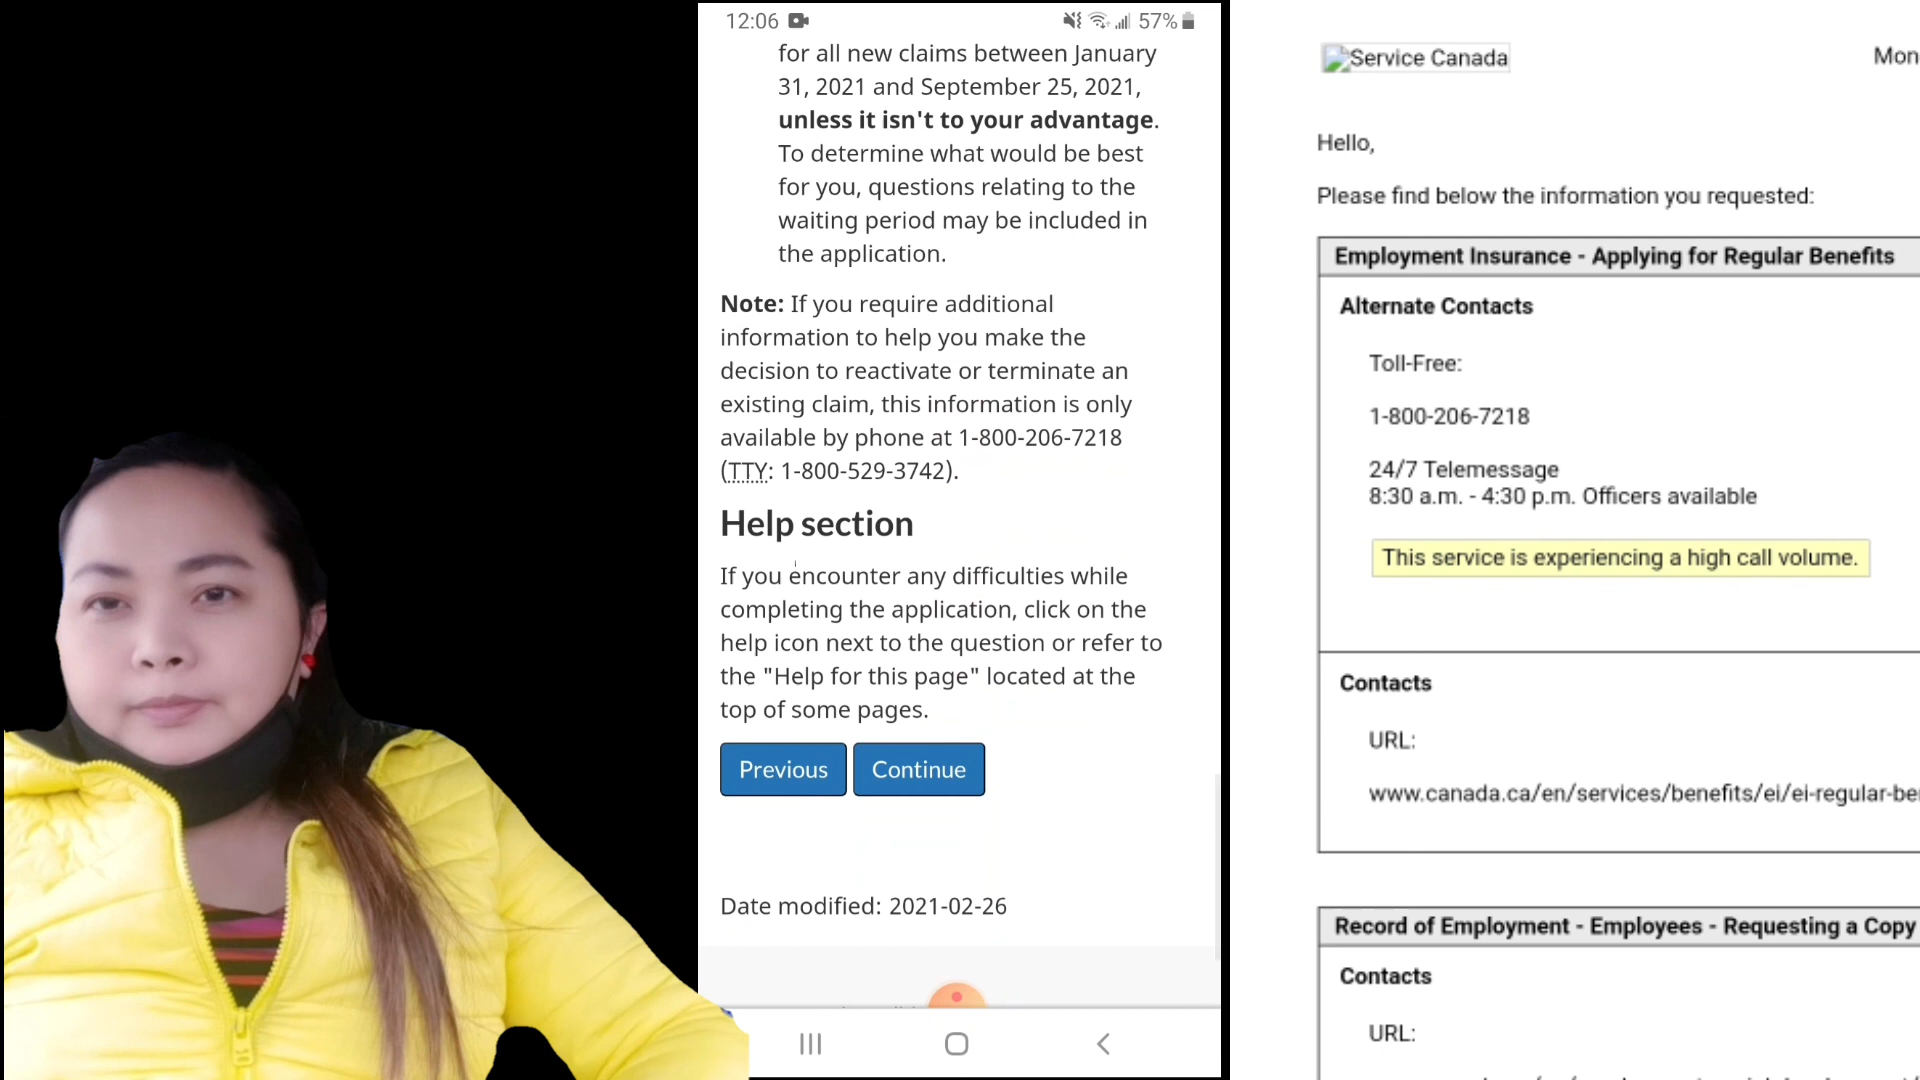 12:06
57%
for all new claims between January
31, 2021 and September 25, 2021,
unless it isn't to your advantage.
To determine what would be best
for you, questions relating to the
waiting period may be included in
the application.
Note: If you require additional
information to help you make the
decision to reactivate or terminate an
existing claim, this information is only
available by phone at 1-800-206-7218
(TTY: 1-800-529-3742).
Help section
If you encounter any difficulties while
completing the application, click on the
help icon next to the question or refer to
the "Help for this page" located at the
top of some pages.
Previous
Continue
Date modified: 2021-02-26
Service Canada
Mon
Hello,
Please find below the information you requested:
Employment Insurance - Applying for Regular Benefits
Alternate Contacts
Toll-Free:
1-800-206-7218
24/7 Telemessage
8:30 a.m. - 4:30 p.m. Officers available
This service is experiencing a high call volume.
Contacts
URL:
www.canada.ca/en/services/benefits/ei/ei-regular-be
Record of Employment - Employees - Requesting a Copy
Contacts
URL: